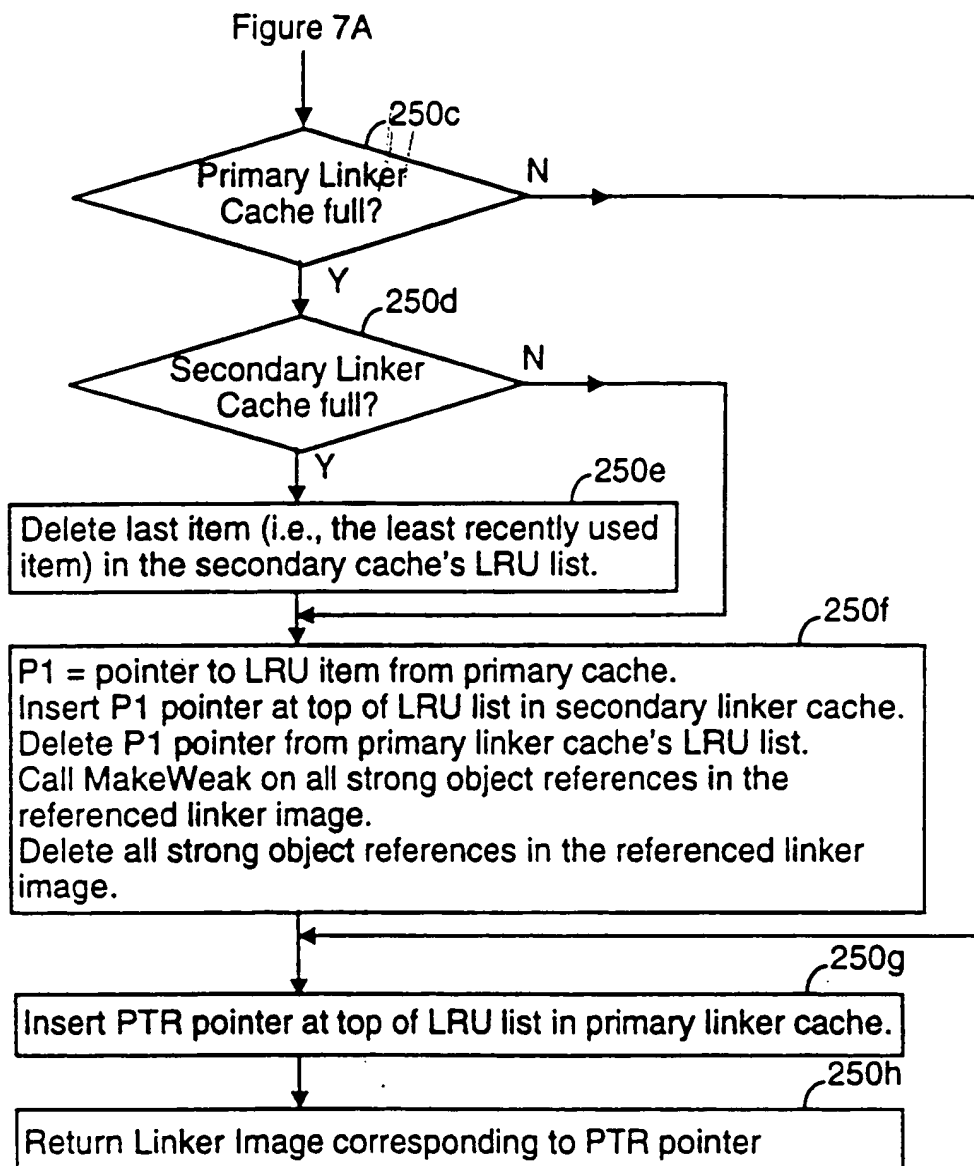 Figure 7A
250c
Primary Linker
Cache full?
N
Y
250d
Secondary Linker
Cache full?
N
Y
250e
Delete last item (i.e., the least recently used
item) in the secondary cache's LRU list.
250f
P1 = pointer to LRU item from primary cache.
Insert P1 pointer at top of LRU list in secondary linker cache.
Delete P1 pointer from primary linker cache's LRU list.
Call MakeWeak on all strong object references in the
referenced linker image.
Delete all strong object references in the referenced linker
image.
250g
Insert PTR pointer at top of LRU list in primary linker cache.
250h
Return Linker Image corresponding to PTR pointer